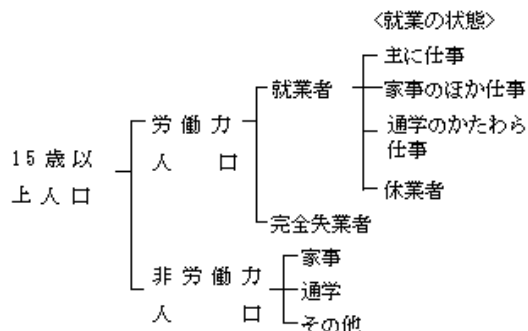 <就業の状態>
主に仕事
就業者
家事のほか仕事
労働力
人口
通学のかたわら
仕事
15歳以
上人口
休業者
完全失業者
家事
非労働力
人口
通学
その他